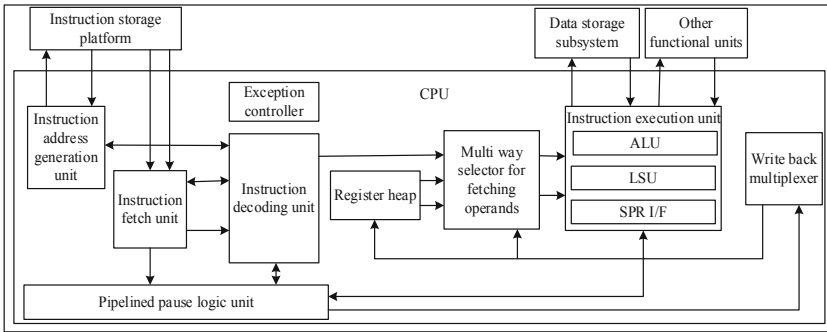 Instruction storage
platform
Data storage
subsystem
Other
functional units
Exception
controller
CPU
Instruction
address
generation
unit
Instruction execution unit
ALU
LSU
SPR I/F
Multi way
selector for
fetching
operands
Write back
multiplexer
Instruction
decoding unit
Register heap
Instruction
fetch unit
Pipelined pause logic unit